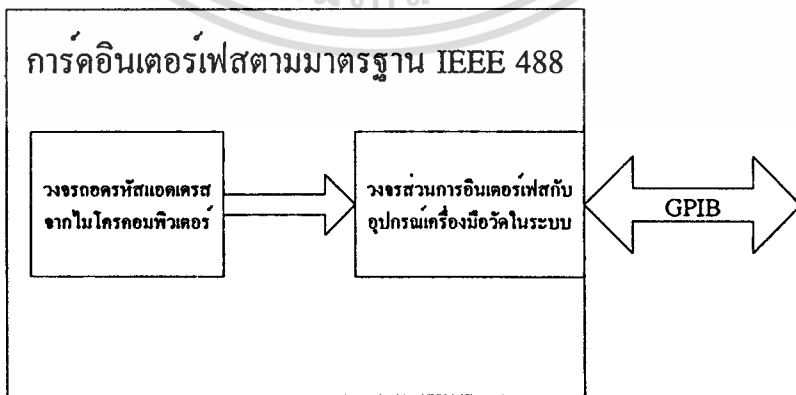 การ์ดอินเตอร์เฟสตามมาตรฐาน IEEE 488
วงจรถอดรหัสแอดเดรส
จากไมโครคอมพิวเตอร์
วงจรส่วนการอินเตอร์เฟสกับ
อุปกรณ์เครื่องมือวัดในระบบ
GPIB